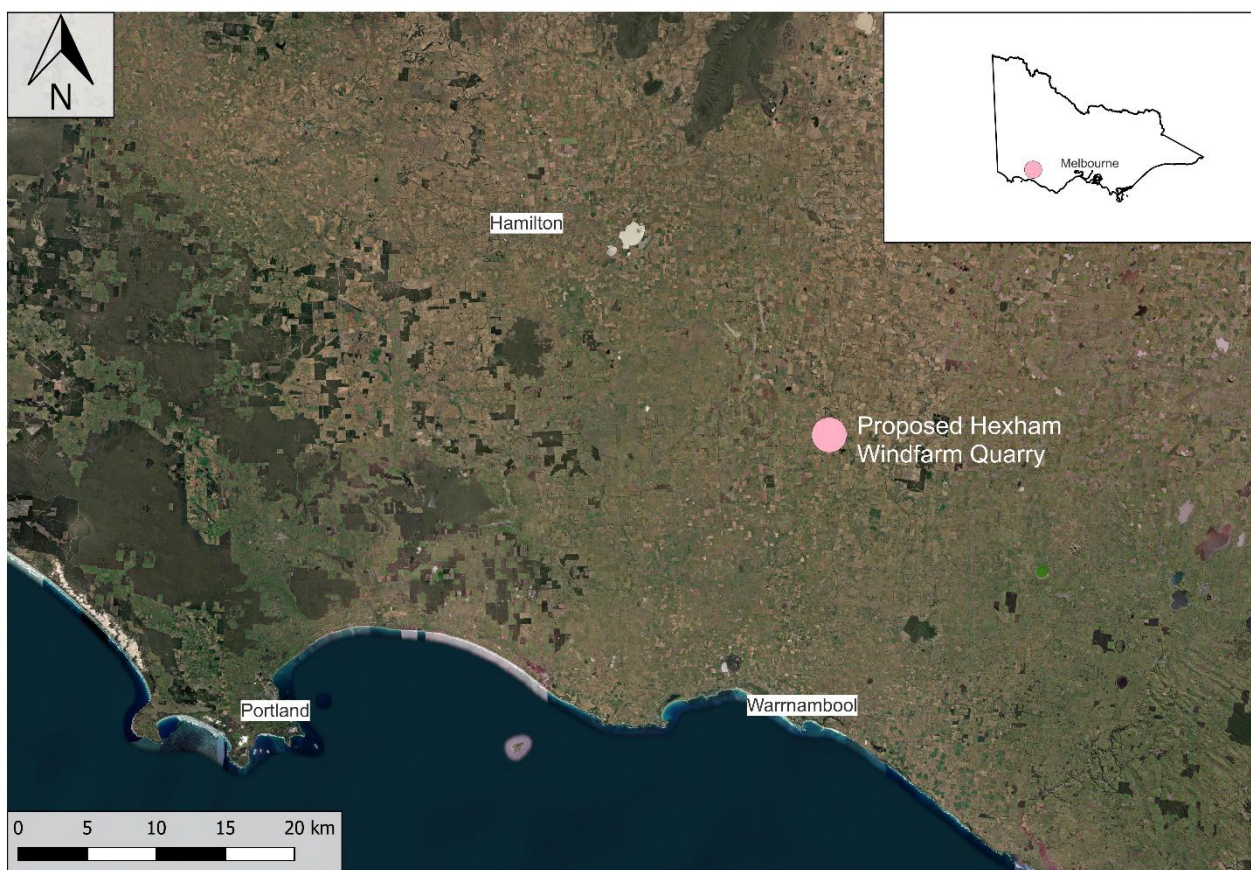 N
Melbourne
Hamilton
Proposed Hexham
Windfarm Quarry
Portland
Warrnambool
0 5 10 15 20 km